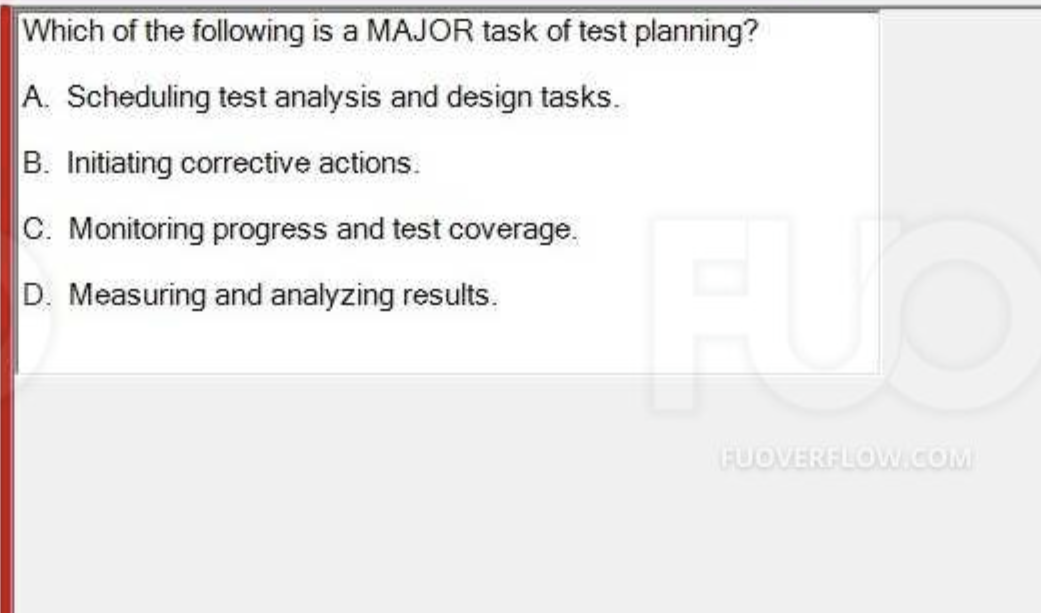 Which of the following is a MAJOR task of test planning?
A. Scheduling test analysis and design tasks.
B. Initiating corrective actions.
C. Monitoring progress and test coverage.
D. Measuring and analyzing results.
FUO
FUOVERFLOW.COM